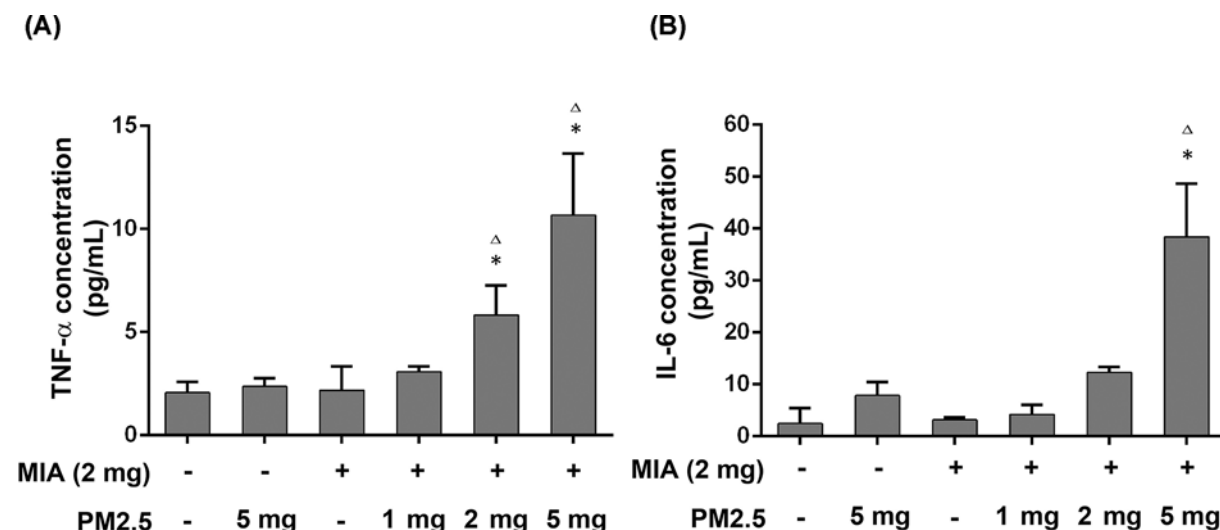 (A)
(B)
TNF-α concentration
(pg/mL)
15
10
5
0
Δ
*
Δ
*
MIA (2 mg) - - + + + +
PM2.5 - 5 mg - 1 mg 2 mg 5 mg
IL-6 concentration
(pg/mL)
60
50
40
30
20
10
0
Δ
*
MIA (2 mg) - - + + + +
PM2.5 - 5 mg - 1 mg 2 mg 5 mg